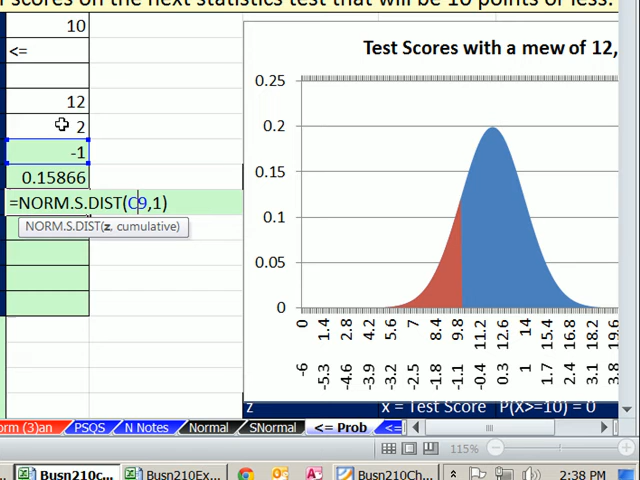 scores on the next statistics test that will be 10 points or less.
10
<=
12
2
-1
0.15866
=NORM.S.DIST(C9,1)
NORM.S.DIST(z, cumulative)
Test Scores with a mew of 12,
0.25
0.2
0.15
0.1
0.05
0
0 1.4 2.8 4.2 5.6 7 8.4 9.8 11.2 12.6 14 15.4 16.8 18.2 19.6
-6 -5.3 -4.6 -3.9 -3.2 -2.5 -1.8 -1.1 -0.4 0.3 1 1.7 2.4 3.1 3.8
z x = Test Score P(X>=10) = 0
orm (3)an PSQS N Notes Normal SNormal <= Prob <=
115%
Busn210c... Busn210Ex... Busn210Ch... 2:38 PM